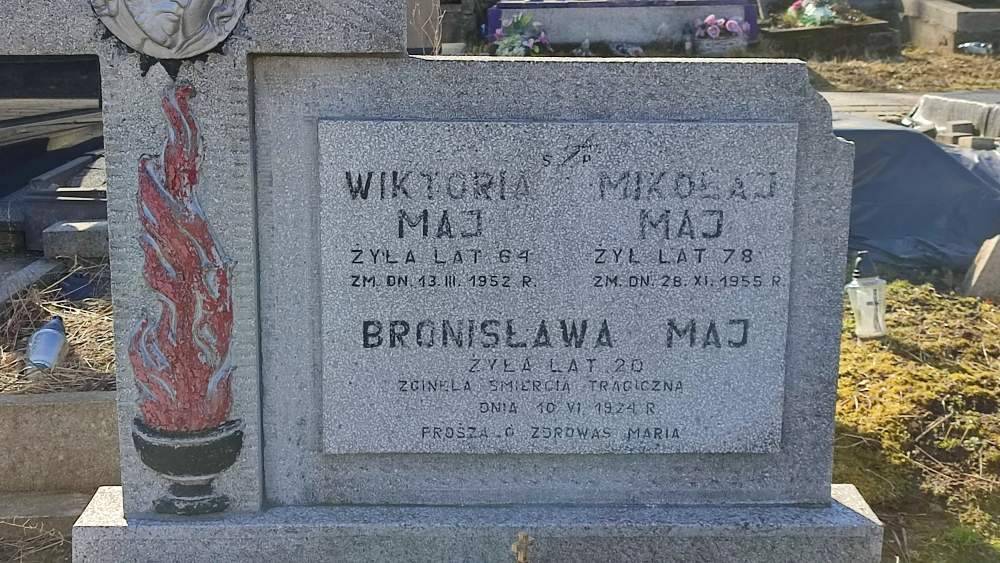 Ś P
WIKTORIA
MAJ
ŻYŁA LAT 64
ZM. DN. 13.III. 1952 R.
MIKOŁAJ
MAJ
ŻYŁ LAT 78
ZM. DN. 28. XI. 1955 R.
BRONISŁAWA MAJ
ŻYŁA LAT 20
ZGINĘŁA ŚMIERCIĄ TRAGICZNĄ
DNIA 10 VI. 1924 R.
PROSZĄ O ZDROWAŚ MARIA